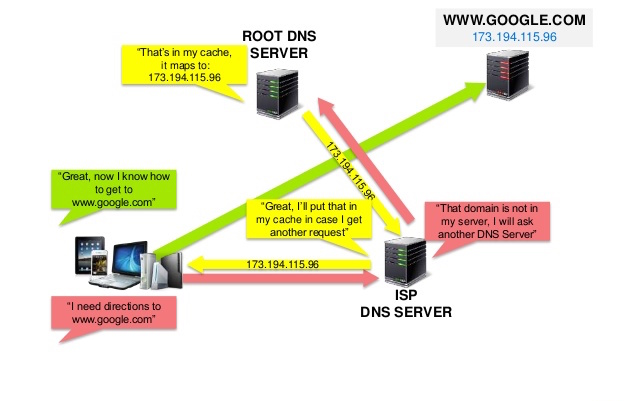 WWW.GOOGLE.COM
173.194.115.96
ROOT DNS
SERVER
“That’s in my cache,
it maps to:
173.194.115.96
173.194.115.96
“Great, now I know how
to get to
www.google.com”
“Great, I’ll put that in
my cache in case I get
another request”
“That domain is not in
my server, I will ask
another DNS Server”
173.194.115.96
ISP
DNS SERVER
“I need directions to
www.google.com”